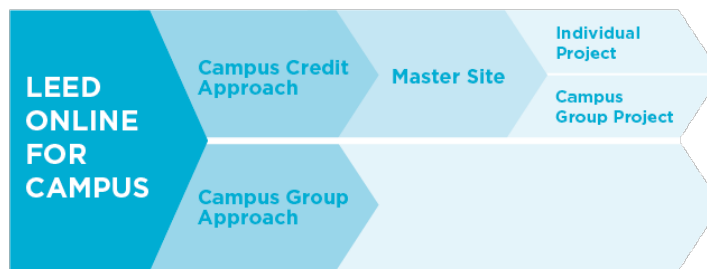 LEED
ONLINE
FOR
CAMPUS
Campus Credit
Approach
Master Site
Individual
Project
Campus
Group Project
Campus Group
Approach